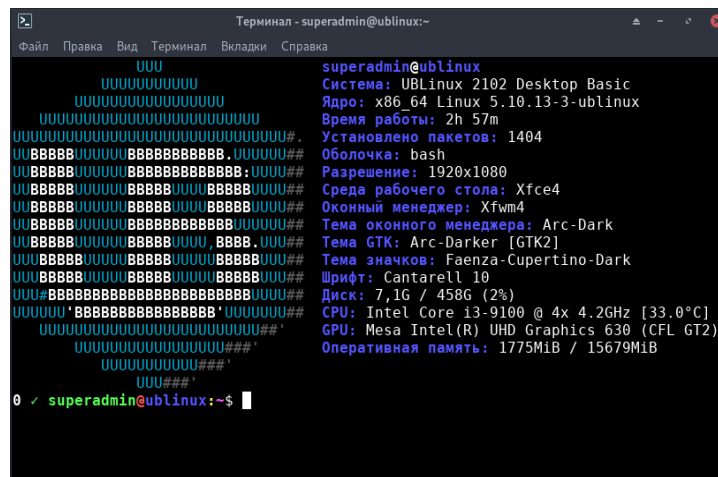 Терминал - superadmin@ublinux:~
Файл Правка Вид Терминал Вкладки Справка
superadmin@ublinux
Система: UBLinux 2102 Desktop Basic
Ядро: x86_64 Linux 5.10.13-3-ublinux
Время работы: 2h 57m
Установлено пакетов: 1404
Оболочка: bash
Разрешение: 1920x1080
Среда рабочего стола: Xfce4
Оконный менеджер: Xfwm4
Тема оконного менеджера: Arc-Dark
Тема GTK: Arc-Darker [GTK2]
Тема значков: Faenza-Cupertino-Dark
Шрифт: Cantarell 10
Диск: 7,1G / 458G (2%)
CPU: Intel Core i3-9100 @ 4x 4.2GHz [33.0°C]
GPU: Mesa Intel(R) UHD Graphics 630 (CFL GT2)
Оперативная память: 1775MiB / 15679MiB
0 ✓ superadmin@ublinux:~$